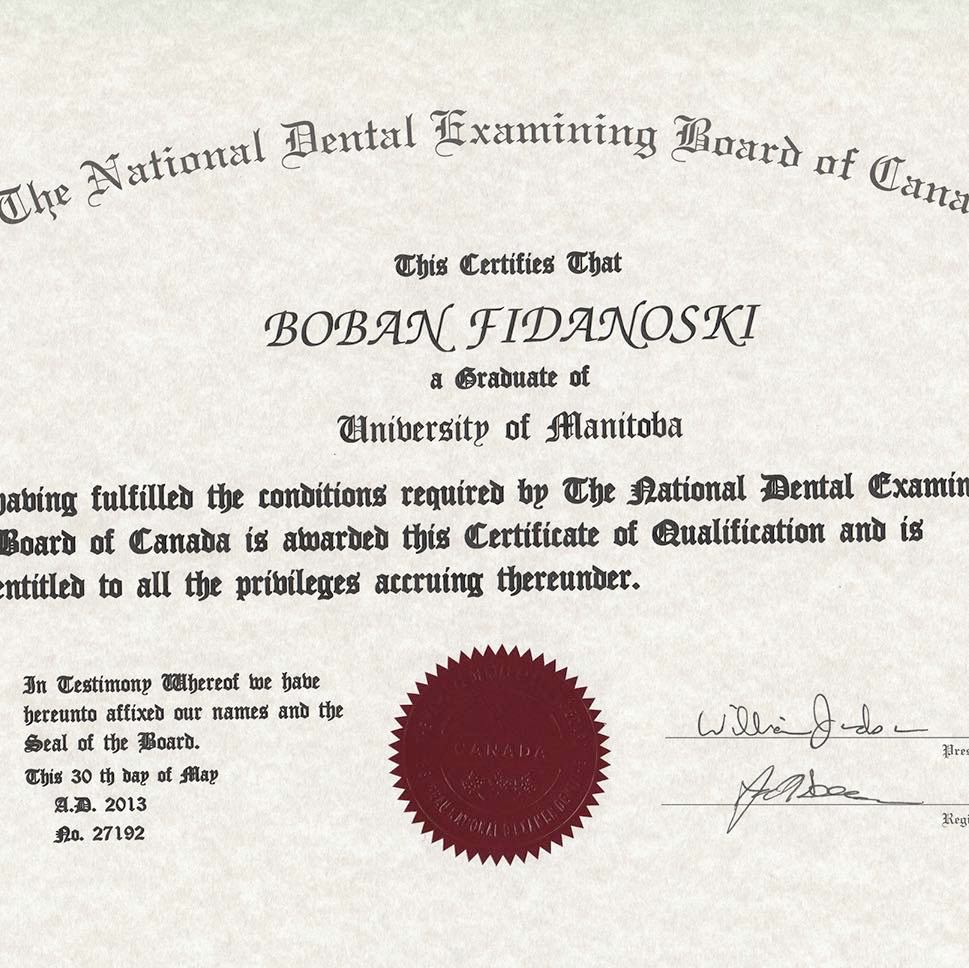 The National Dental Examining Board of Cana
This Certifies That
BOBAN FIDANOSKI
a Graduate of
University of Manitoba
having fulfilled the conditions required by The National Dental Examin
Board of Canada is awarded this Certificate of Qualification and is
entitled to all the privileges accruing thereunder.
In Testimony Whereof we have
hereunto affixed our names and the
Seal of the Board.
This 30 th day of May
A.D. 2013
No. 27192
CANADA
Pres
Regi